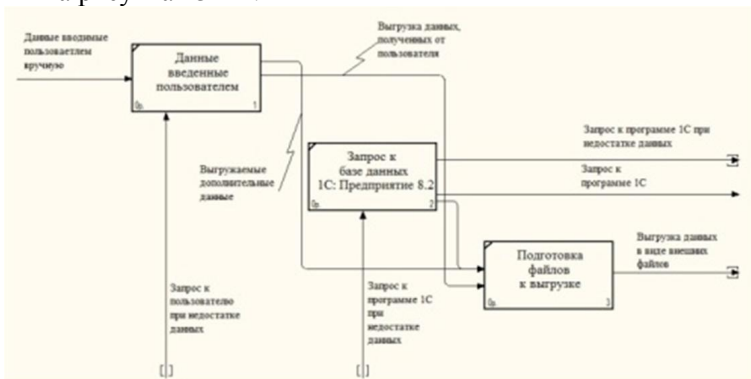 Данные вводимые
пользователем
вручную
Данные
введенные
пользователем
0р.
1
Выгрузка данных,
полученных от
пользователя
Выгружаемые
дополнительные
данные
Запрос к
базе данных
1С: Предприятие 8.2
0р.
2
Запрос к программе 1С при
недостатке данных
Запрос к
программе 1С
Подготовка
файлов
к выгрузке
0р.
3
Выгрузка данных
в виде внешних
файлов
Запрос к
пользователю
при недостатке
данных
Запрос к
программе 1С
при
недостатке
данных